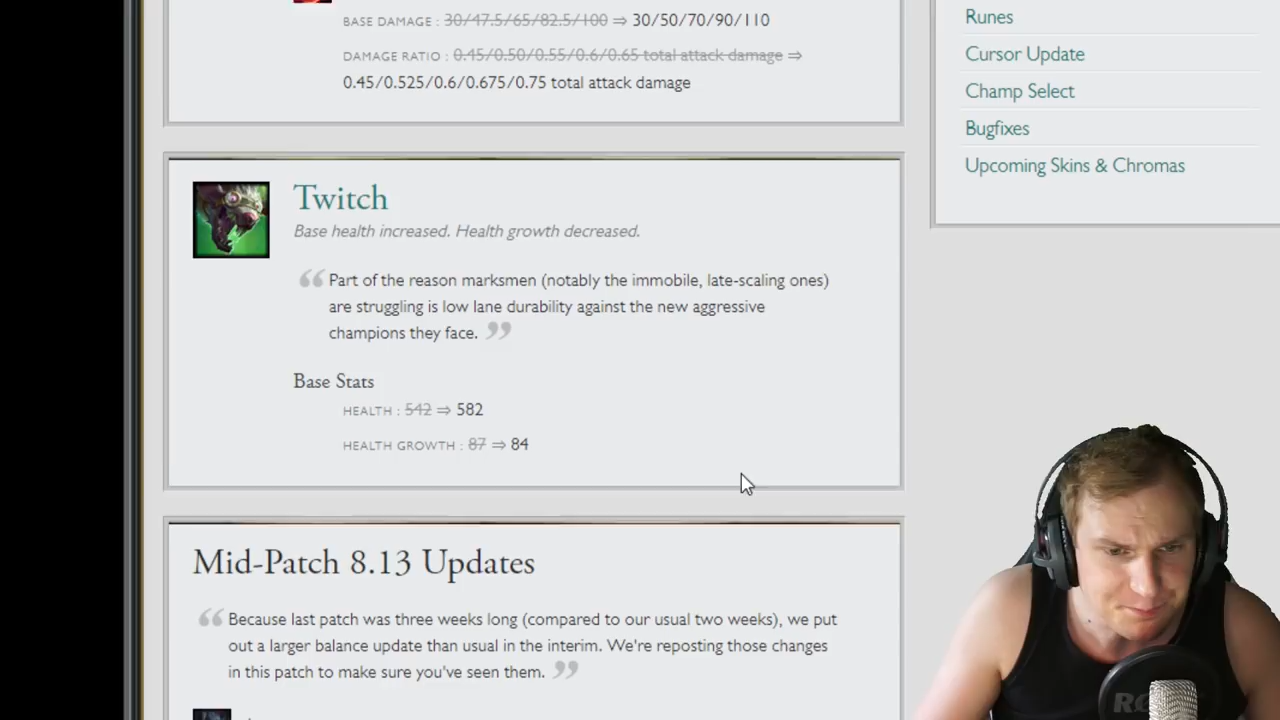 BASE DAMAGE : 30/47.5/65/82.5/100 ⇒ 30/50/70/90/110
DAMAGE RATIO : 0.45/0.50/0.55/0.6/0.65 total attack damage ⇒
0.45/0.525/0.6/0.675/0.75 total attack damage
Twitch
Base health increased. Health growth decreased.
“ Part of the reason marksmen (notably the immobile, late-scaling ones)
are struggling is low lane durability against the new aggressive
champions they face. ”
Base Stats
HEALTH : 542 ⇒ 582
HEALTH GROWTH : 87 ⇒ 84
Mid-Patch 8.13 Updates
“ Because last patch was three weeks long (compared to our usual two weeks), we put
out a larger balance update than usual in the interim. We're reposting those changes
in this patch to make sure you've seen them. ”
Runes
Cursor Update
Champ Select
Bugfixes
Upcoming Skins & Chromas